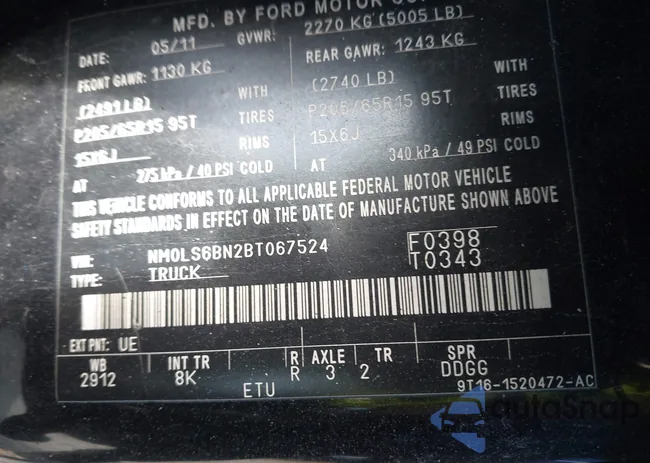 MFD. BY FORD MOTOR CO.
DATE: 05/11 GVWR: 2270 KG (5005 LB)
FRONT GAWR: 1130 KG REAR GAWR: 1243 KG
(2491 LB) WITH (2740 LB) WITH
P205/65R15 95T TIRES P205/65R15 95T TIRES
15X6J RIMS 15X6J RIMS
AT 275 kPa / 40 PSI COLD AT 340 kPa / 49 PSI COLD
THIS VEHICLE CONFORMS TO ALL APPLICABLE FEDERAL MOTOR VEHICLE
SAFETY STANDARDS IN EFFECT ON THE DATE OF MANUFACTURE SHOWN ABOVE
VIN: NM0LS6BN2BT067524 F0398
TYPE: TRUCK T0343
EXT PNT: UE
WB INT TR R AXLE TR SPR
2912 8K R 3 2 DDGG
ETU 9T16-1520472-AC
autoSnap